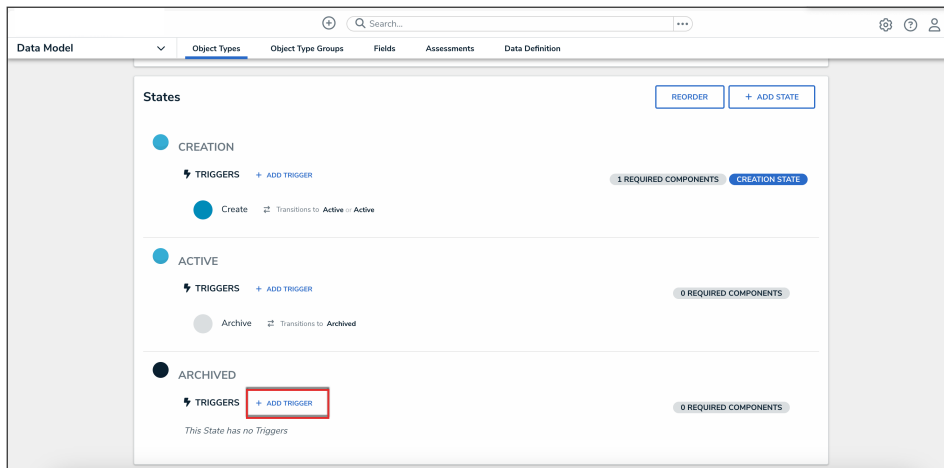 Search...
Data Model Object Types Object Type Groups Fields Assessments Data Definition
States REORDER + ADD STATE
CREATION
TRIGGERS + ADD TRIGGER 1 REQUIRED COMPONENTS CREATION STATE
Create Transitions to Active or Active
ACTIVE
TRIGGERS + ADD TRIGGER 0 REQUIRED COMPONENTS
Archive Transitions to Archived
ARCHIVED
TRIGGERS + ADD TRIGGER 0 REQUIRED COMPONENTS
This State has no Triggers